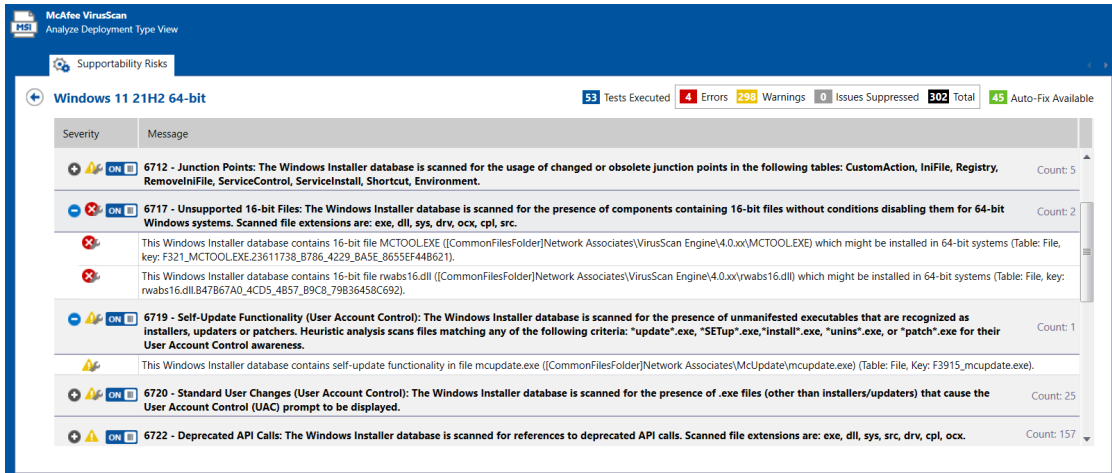 McAfee VirusScan
MSI
Analyze Deployment Type View
Supportability Risks
Windows 11 21H2 64-bit
53 Tests Executed 4 Errors 298 Warnings 0 Issues Suppressed 302 Total 45 Auto-Fix Available
Severity Message
ON 6712 - Junction Points: The Windows Installer database is scanned for the usage of changed or obsolete junction points in the following tables: CustomAction, IniFile, Registry, Count: 5
RemoveIniFile, ServiceControl, ServiceInstall, Shortcut, Environment.
ON 6717 - Unsupported 16-bit Files: The Windows Installer database is scanned for the presence of components containing 16-bit files without conditions disabling them for 64-bit Count: 2
Windows systems. Scanned file extensions are: exe, dll, sys, drv, ocx, cpl, src.
This Windows Installer database contains 16-bit file MCTOOL.EXE ([CommonFilesFolder]Network Associates\VirusScan Engine\4.0.xx\MCTOOL.EXE) which might be installed in 64-bit systems (Table: File,
key: F321_MCTOOL.EXE.23611738_B786_4229_BA5E_8655EF44B621).
This Windows Installer database contains 16-bit file rwabs16.dll ([CommonFilesFolder]Network Associates\VirusScan Engine\4.0.xx\rwabs16.dll) which might be installed in 64-bit systems (Table: File, key:
rwabs16.dll.B47B67A0_4CD5_4B57_B9C8_79B36458C692).
ON 6719 - Self-Update Functionality (User Account Control): The Windows Installer database is scanned for the presence of unmanifested executables that are recognized as
installers, updaters or patchers. Heuristic analysis scans files matching any of the following criteria: *update*.exe, *SETup*.exe,*install*.exe, *unins*.exe, or *patch*.exe for their Count: 1
User Account Control awareness.
This Windows Installer database contains self-update functionality in file mcupdate.exe ([CommonFilesFolder]Network Associates\McUpdate\mcupdate.exe) (Table: File, Key: F3915_mcupdate.exe).
ON 6720 - Standard User Changes (User Account Control): The Windows Installer database is scanned for the presence of .exe files (other than installers/updaters) that cause the Count: 25
User Account Control (UAC) prompt to be displayed.
ON 6722 - Deprecated API Calls: The Windows Installer database is scanned for references to deprecated API calls. Scanned file extensions are: exe, dll, sys, src, drv, cpl, ocx. Count: 157